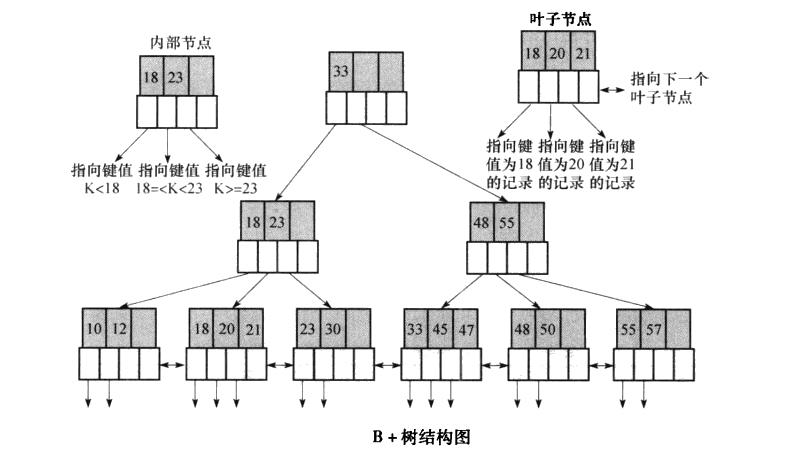 叶子节点
内部节点
18 20 21
33
18 23
指向下一个
叶子节点
指向键 指向键 指向键
值为18 值为20 值为21
的记录 的记录 的记录
指向键值 指向键值 指向键值
K<18 18=<K<23 K>=23
18 23
48 55
10 12
18 20 21
23 30
33 45 47
48 50
55 57
B+树结构图